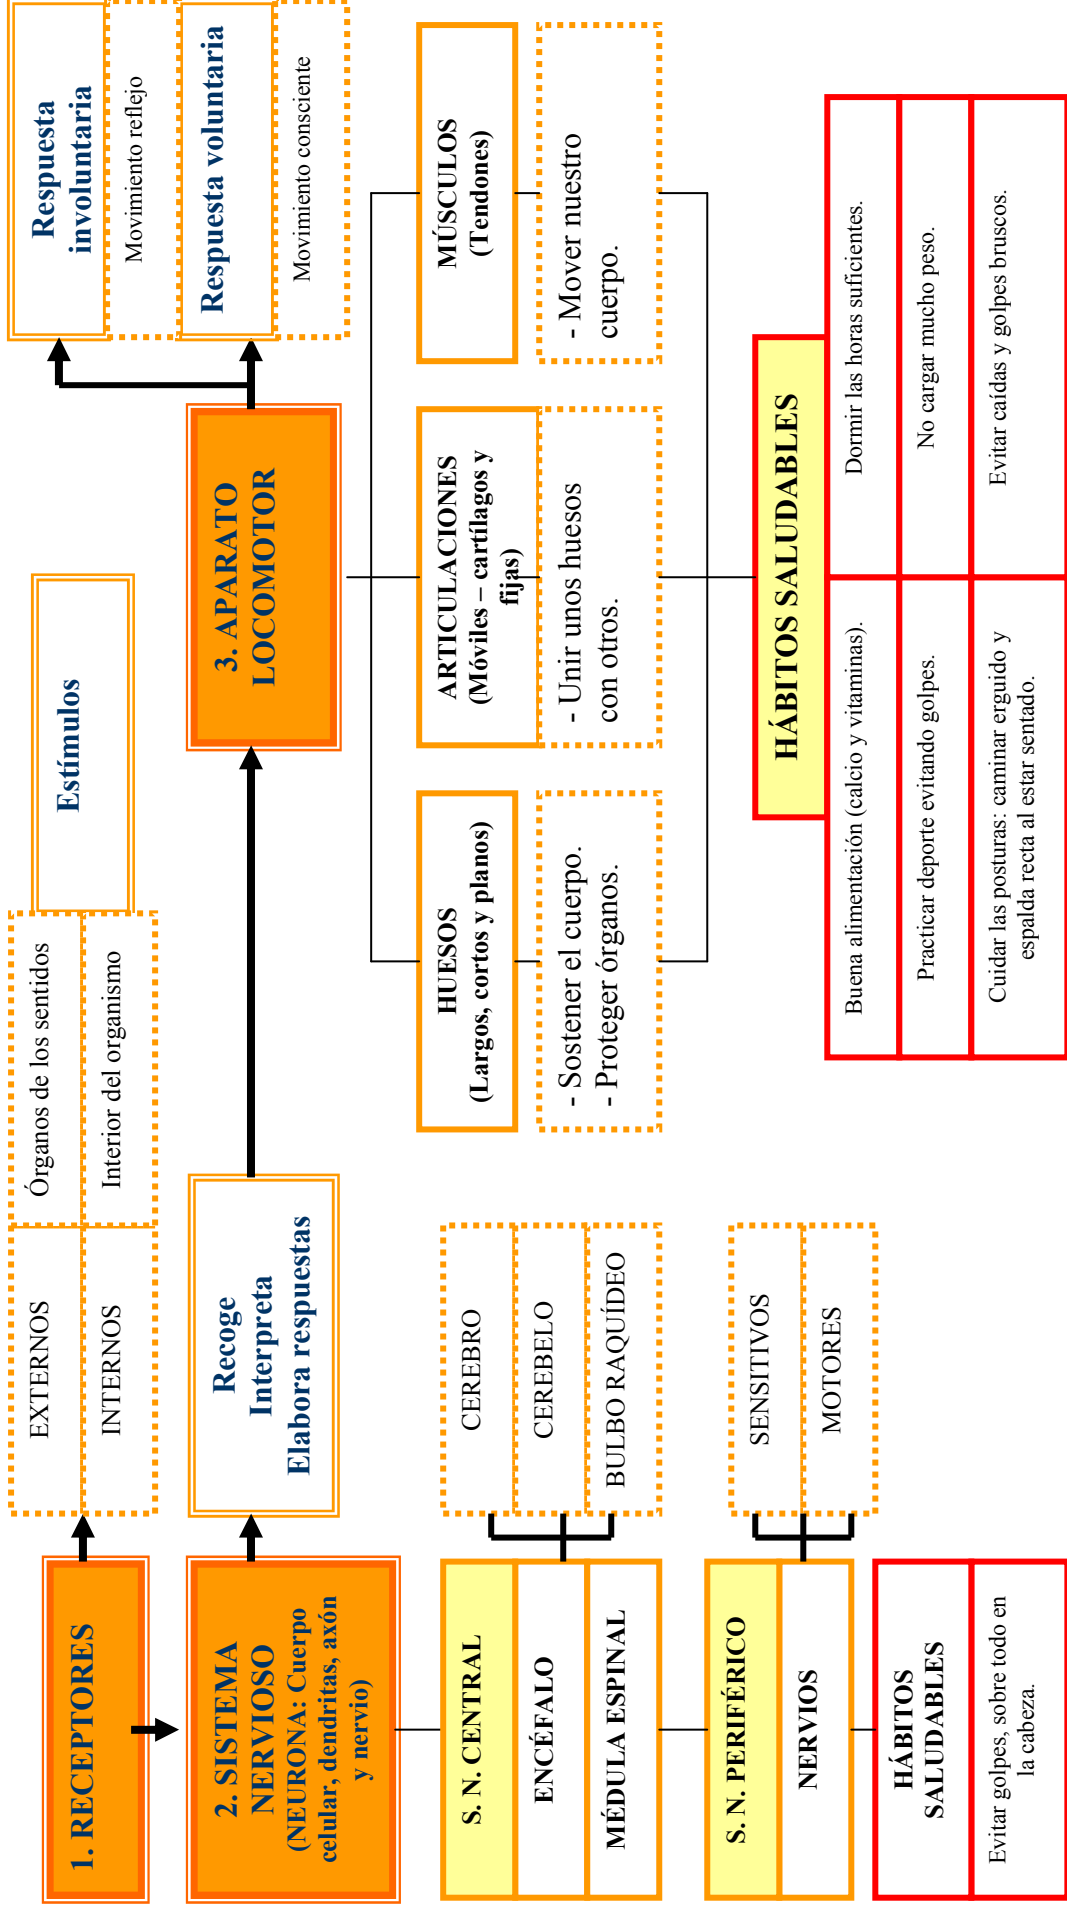 1. RECEPTORES
EXTERNOS
Órganos de los sentidos
INTERNOS
Interior del organismo
Estímulos
2. SISTEMA
NERVIOSO
(NEURONA: Cuerpo
celular, dendritas, axón
y nervio)
Recoge
Interpreta
Elabora respuestas
3. APARATO
LOCOMOTOR
Respuesta
involuntaria
Movimiento reflejo
Respuesta voluntaria
Movimiento consciente
S. N. CENTRAL
ENCÉFALO
MÉDULA ESPINAL
CEREBRO
CEREBELO
BULBO RAQUÍDEO
S. N. PERIFÉRICO
NERVIOS
SENSITIVOS
MOTORES
HÁBITOS
SALUDABLES
Evitar golpes, sobre todo en
la cabeza.
HUESOS
(Largos, cortos y planos)
- Sostener el cuerpo.
- Proteger órganos.
ARTICULACIONES
(Móviles – cartílagos y
fijas)
- Unir unos huesos
con otros.
MÚSCULOS
(Tendones)
- Mover nuestro
cuerpo.
HÁBITOS SALUDABLES
Buena alimentación (calcio y vitaminas).
Dormir las horas suficientes.
Practicar deporte evitando golpes.
No cargar mucho peso.
Cuidar las posturas: caminar erguido y
espalda recta al estar sentado.
Evitar caídas y golpes bruscos.